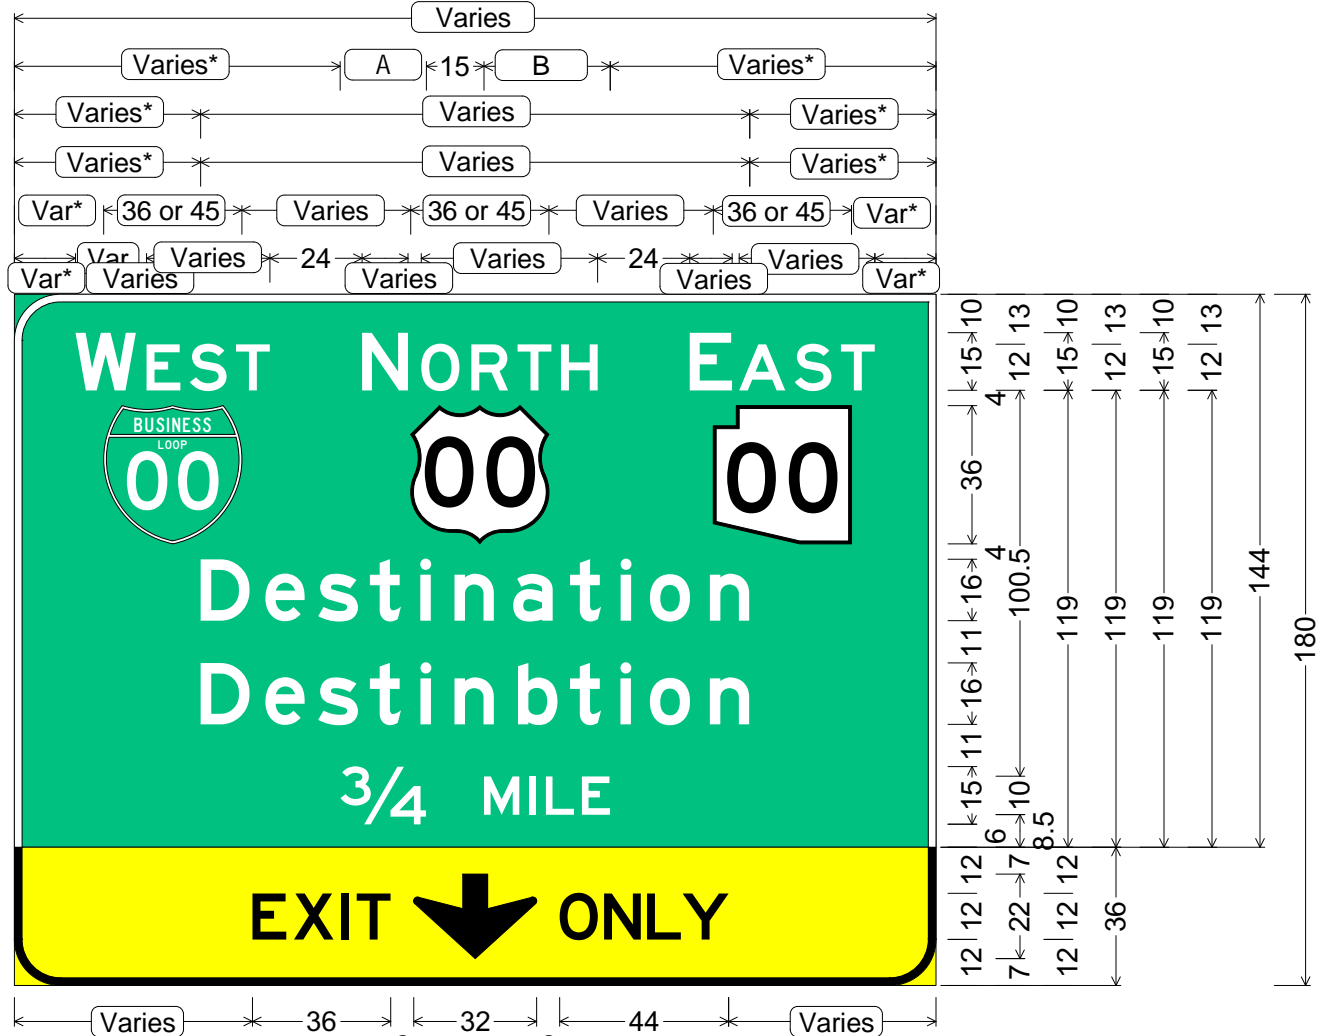 Varies
Varies* A 15 B Varies*
Varies* Varies Varies*
Varies* Varies Varies*
Var* 36 or 45 Varies 36 or 45 Varies 36 or 45 Var*
Var Varies 24 Varies 24 Varies
Var* Varies Varies Varies Var*
WEST NORTH EAST
BUSINESS
LOOP
00 00 00
Destination
Destinbtion
3/4 MILE
EXIT ONLY
Varies 36 32 44 Varies
10 15 4 36 4 16 11 16 11 15 6 12 12 12
13 12 100.5 10 8.5 7 22 7
10 15 119 12 12 12
13 12 119 36
10 15 119
13 12 119
144
180